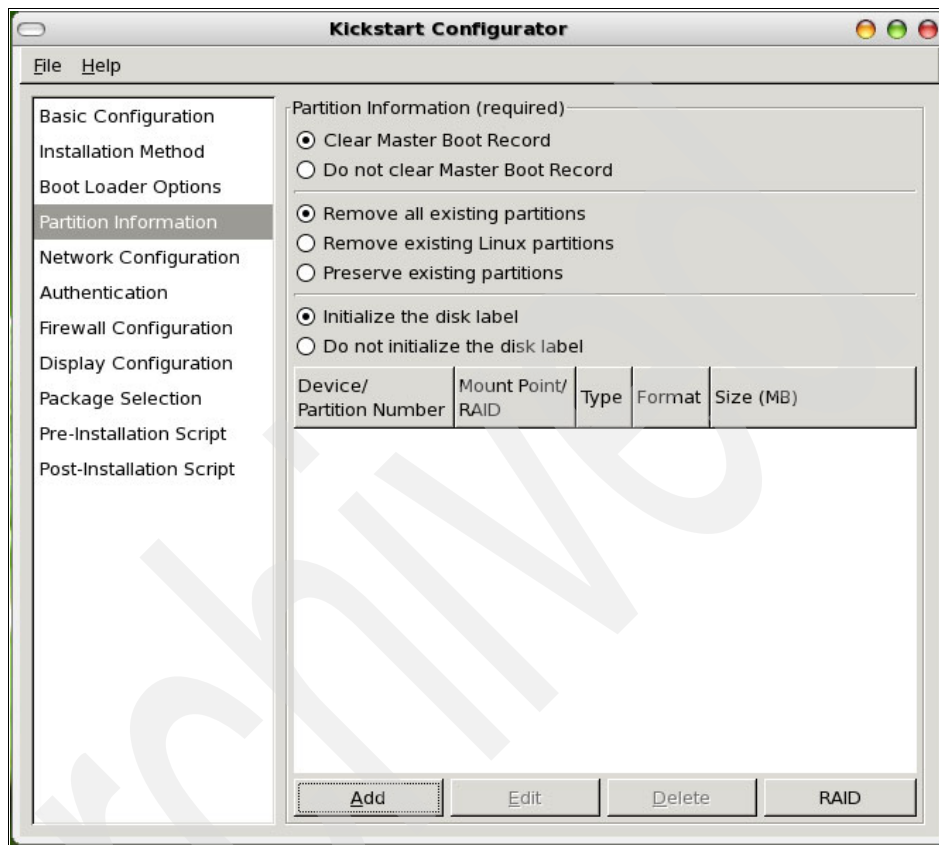 Kickstart Configurator
File Help
Basic Configuration
Installation Method
Boot Loader Options
Partition Information
Network Configuration
Authentication
Firewall Configuration
Display Configuration
Package Selection
Pre-Installation Script
Post-Installation Script
Partition Information (required)
Clear Master Boot Record
Do not clear Master Boot Record
Remove all existing partitions
Remove existing Linux partitions
Preserve existing partitions
Initialize the disk label
Do not initialize the disk label
Device/
Partition Number
Mount Point/
RAID
Type
Format
Size (MB)
Add
Edit
Delete
RAID